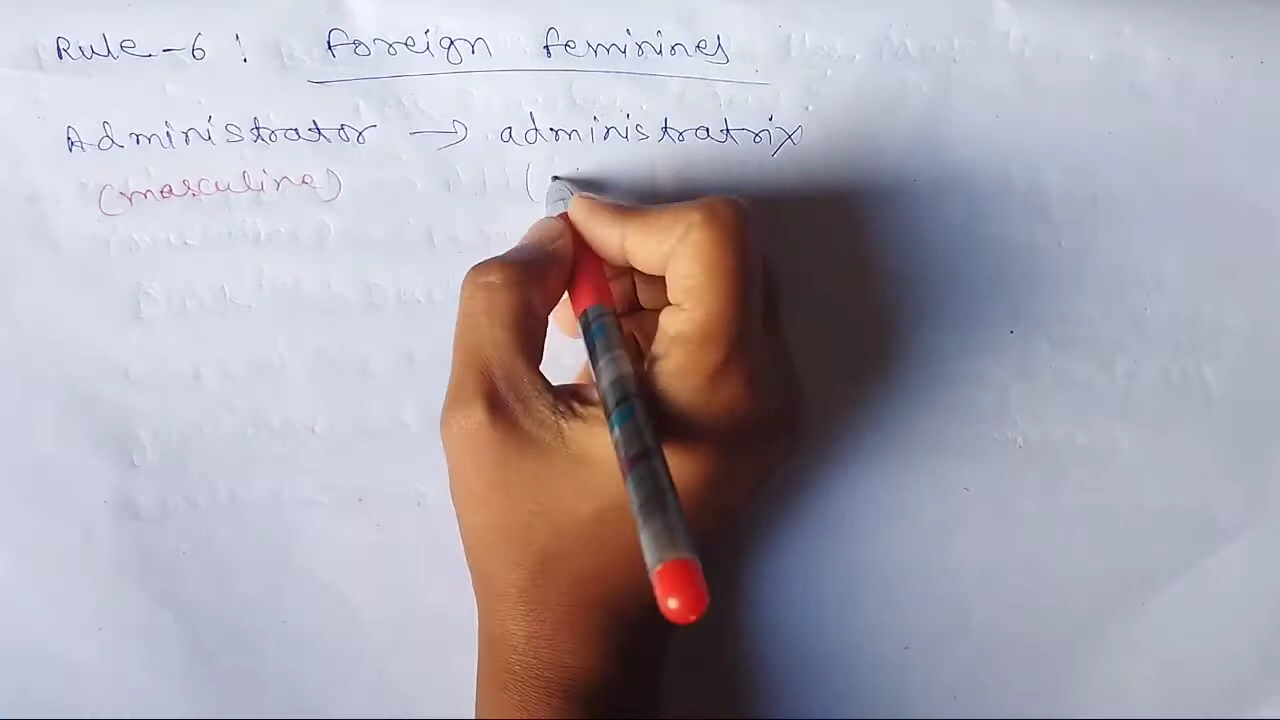 Rule-6: Foreign feminines
Administrator → administratrix
(masculine) (